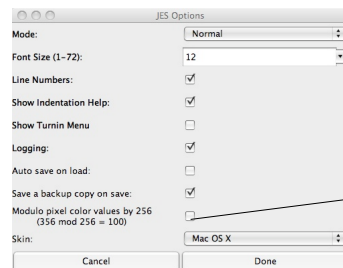 JES Options
Mode: Normal
Font Size (1-72): 12
Line Numbers:
Show Indentation Help:
Show Turnin Menu
Logging:
Auto save on load:
Save a backup copy on save:
Modulo pixel color values by 256
(356 mod 256 = 100)
Skin: Mac OS X
Cancel Done